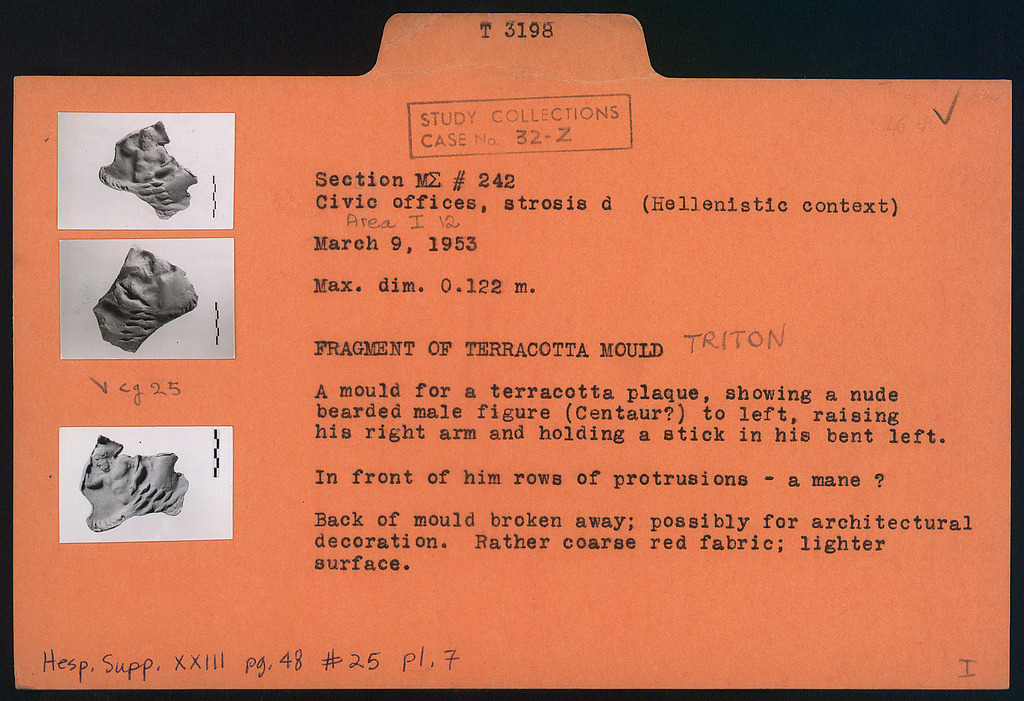 T 3198
STUDY COLLECTIONS
CASE No. 32-Z
Section ΜΣ # 242
Civic offices, strosis d (Hellenistic context)
Area I 12
March 9, 1953
Max. dim. 0.122 m.
FRAGMENT OF TERRACOTTA MOULD TRITON
A mould for a terracotta plaque, showing a nude
bearded male figure (Centaur?) to left, raising
his right arm and holding a stick in his bent left.
In front of him rows of protrusions - a mane ?
Back of mould broken away; possibly for architectural
decoration. Rather coarse red fabric; lighter
surface.
cg 25
Hesp. Supp. XXIII pg. 48 #25 pl. 7
I